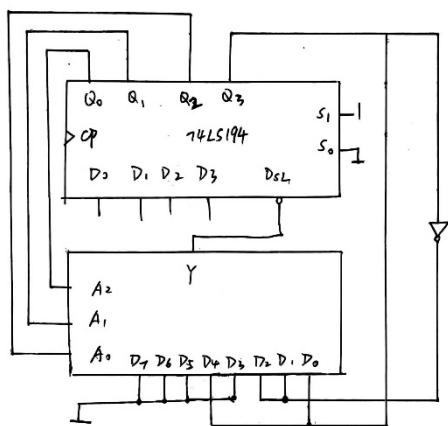 Q0 Q1 Q2 Q3
S1 1
CP 74LS194
S0
D0 D1 D2 D3 DSL
Y
A2
A1
A0 D7 D6 D5 D4 D3 D2 D1 D0